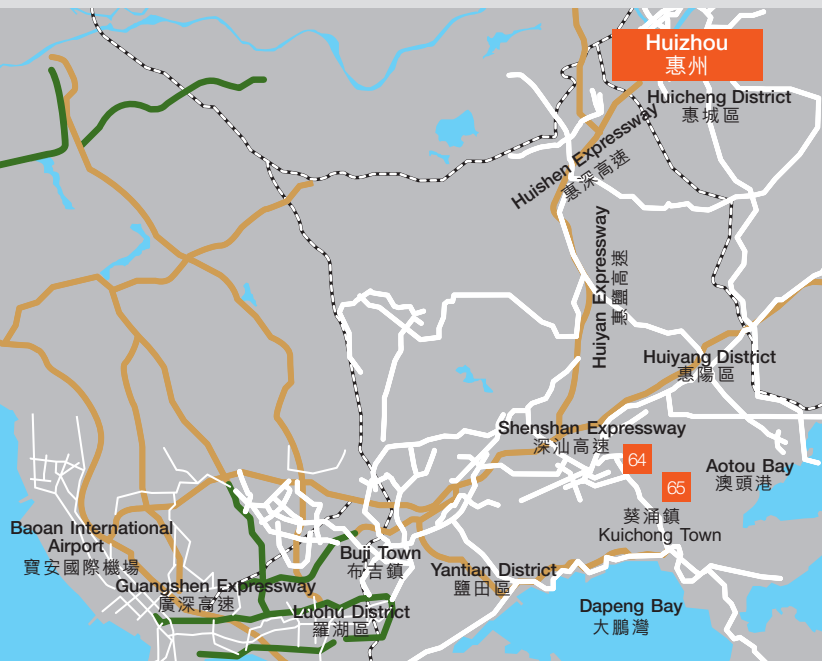 Huizhou
惠州
Huicheng District
惠城區
Huishen Expressway
惠深高速
Huiyan Expressway
惠鹽高速
Huiyang District
惠陽區
Shenshan Expressway
深汕高速
64
Aotou Bay
澳頭港
65
葵涌鎮
Kuichong Town
Baoan International
Airport
寶安國際機場
Buji Town
布吉鎮
Yantian District
鹽田區
Guangshen Expressway
廣深高速
Luohu District
羅湖區
Dapeng Bay
大鵬灣